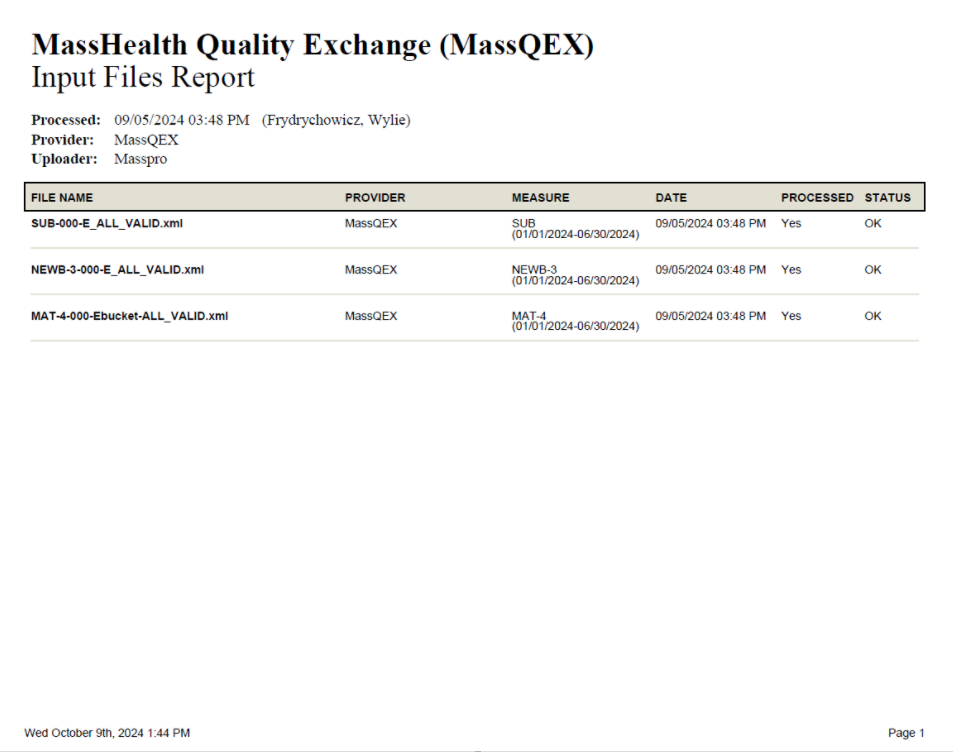 MassHealth Quality Exchange (MassQEX)
Input Files Report
Processed: 09/05/2024 03:48 PM (Frydrychowicz, Wylie)
Provider: MassQEX
Uploader: Masspro
FILE NAME PROVIDER MEASURE DATE PROCESSED STATUS
SUB-000-E_ALL_VALID.xml MassQEX SUB 09/05/2024 03:48 PM Yes OK
(01/01/2024-06/30/2024)
NEWB-3-000-E_ALL_VALID.xml MassQEX NEWB-3 09/05/2024 03:48 PM Yes OK
(01/01/2024-06/30/2024)
MAT-4-000-Ebucket-ALL_VALID.xml MassQEX MAT-4 09/05/2024 03:48 PM Yes OK
(01/01/2024-06/30/2024)
Wed October 9th, 2024 1:44 PM Page 1